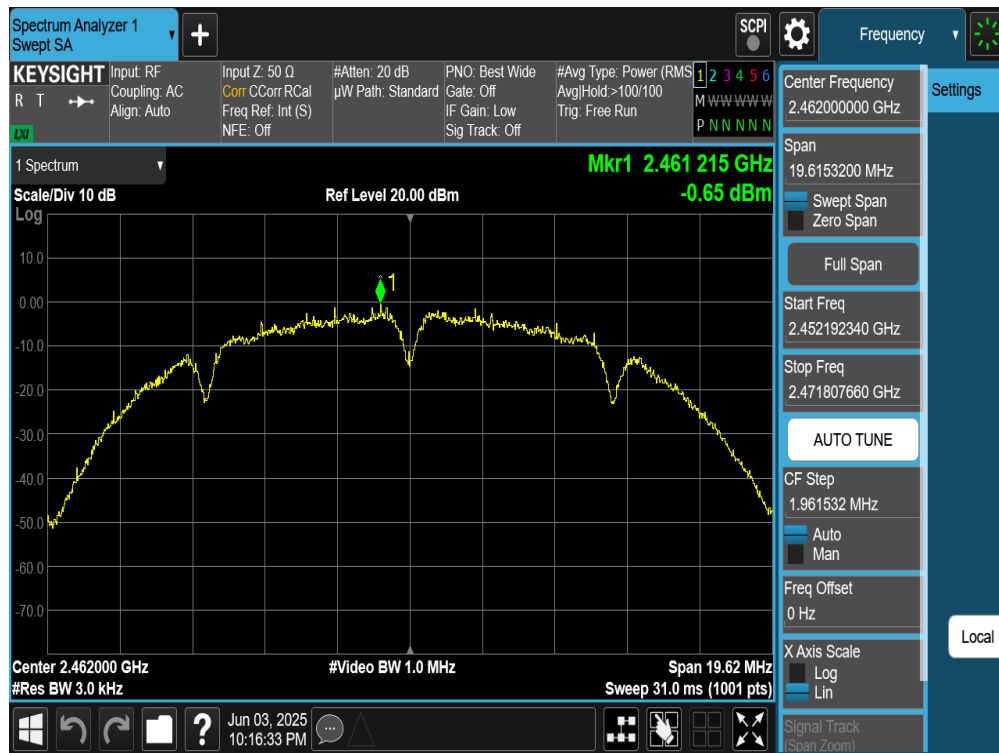 Spectrum Analyzer 1
Swept SA
+
SCPI
Frequency
KEYSIGHT
R T
LXI
Input: RF
Coupling: AC
Align: Auto
Input Z: 50 Ω
Corr CCorr RCal
Freq Ref: Int (S)
NFE: Off
#Atten: 20 dB
µW Path: Standard
PNO: Best Wide
Gate: Off
IF Gain: Low
Sig Track: Off
#Avg Type: Power (RMS
Avg|Hold:>100/100
Trig: Free Run
1 2 3 4 5 6
M W W W W W W
P N N N N N
1 Spectrum
Mkr1 2.461 215 GHz
Scale/Div 10 dB
Ref Level 20.00 dBm
-0.65 dBm
Log
10.0
0.00
-10.0
-20.0
-30.0
-40.0
-50.0
-60.0
-70.0
1
Center 2.462000 GHz
#Video BW 1.0 MHz
Span 19.62 MHz
#Res BW 3.0 kHz
Sweep 31.0 ms (1001 pts)
Center Frequency
2.462000000 GHz
Span
19.6153200 MHz
Swept Span
Zero Span
Full Span
Start Freq
2.452192340 GHz
Stop Freq
2.471807660 GHz
AUTO TUNE
CF Step
1.961532 MHz
Auto
Man
Freq Offset
0 Hz
X Axis Scale
Log
Lin
Signal Track
(Span Zoom)
Settings
Local
?
Jun 03, 2025
10:16:33 PM